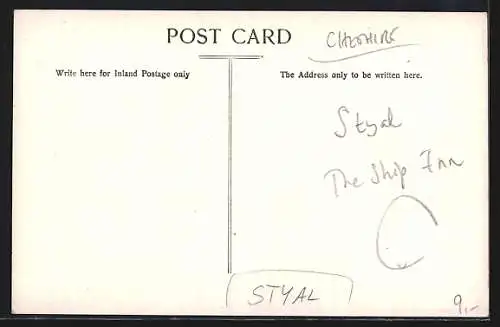 POST CARD
CHESHIRE
Write here for Inland Postage only
The Address only to be written here.
Styal
The Ship Inn
STYAL
9,-